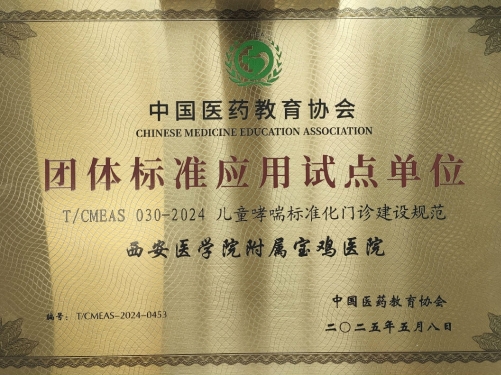 中国医药教育协会
CHINESE MEDICINE EDUCATION ASSOCIATION
团体标准应用试点单位
T/CMEAS 030-2024 儿童哮喘标准化门诊建设规范
西安医学院附属宝鸡医院
中国医药教育协会
编号: T/CMEAS-2024-0453
二〇二五年五月八日